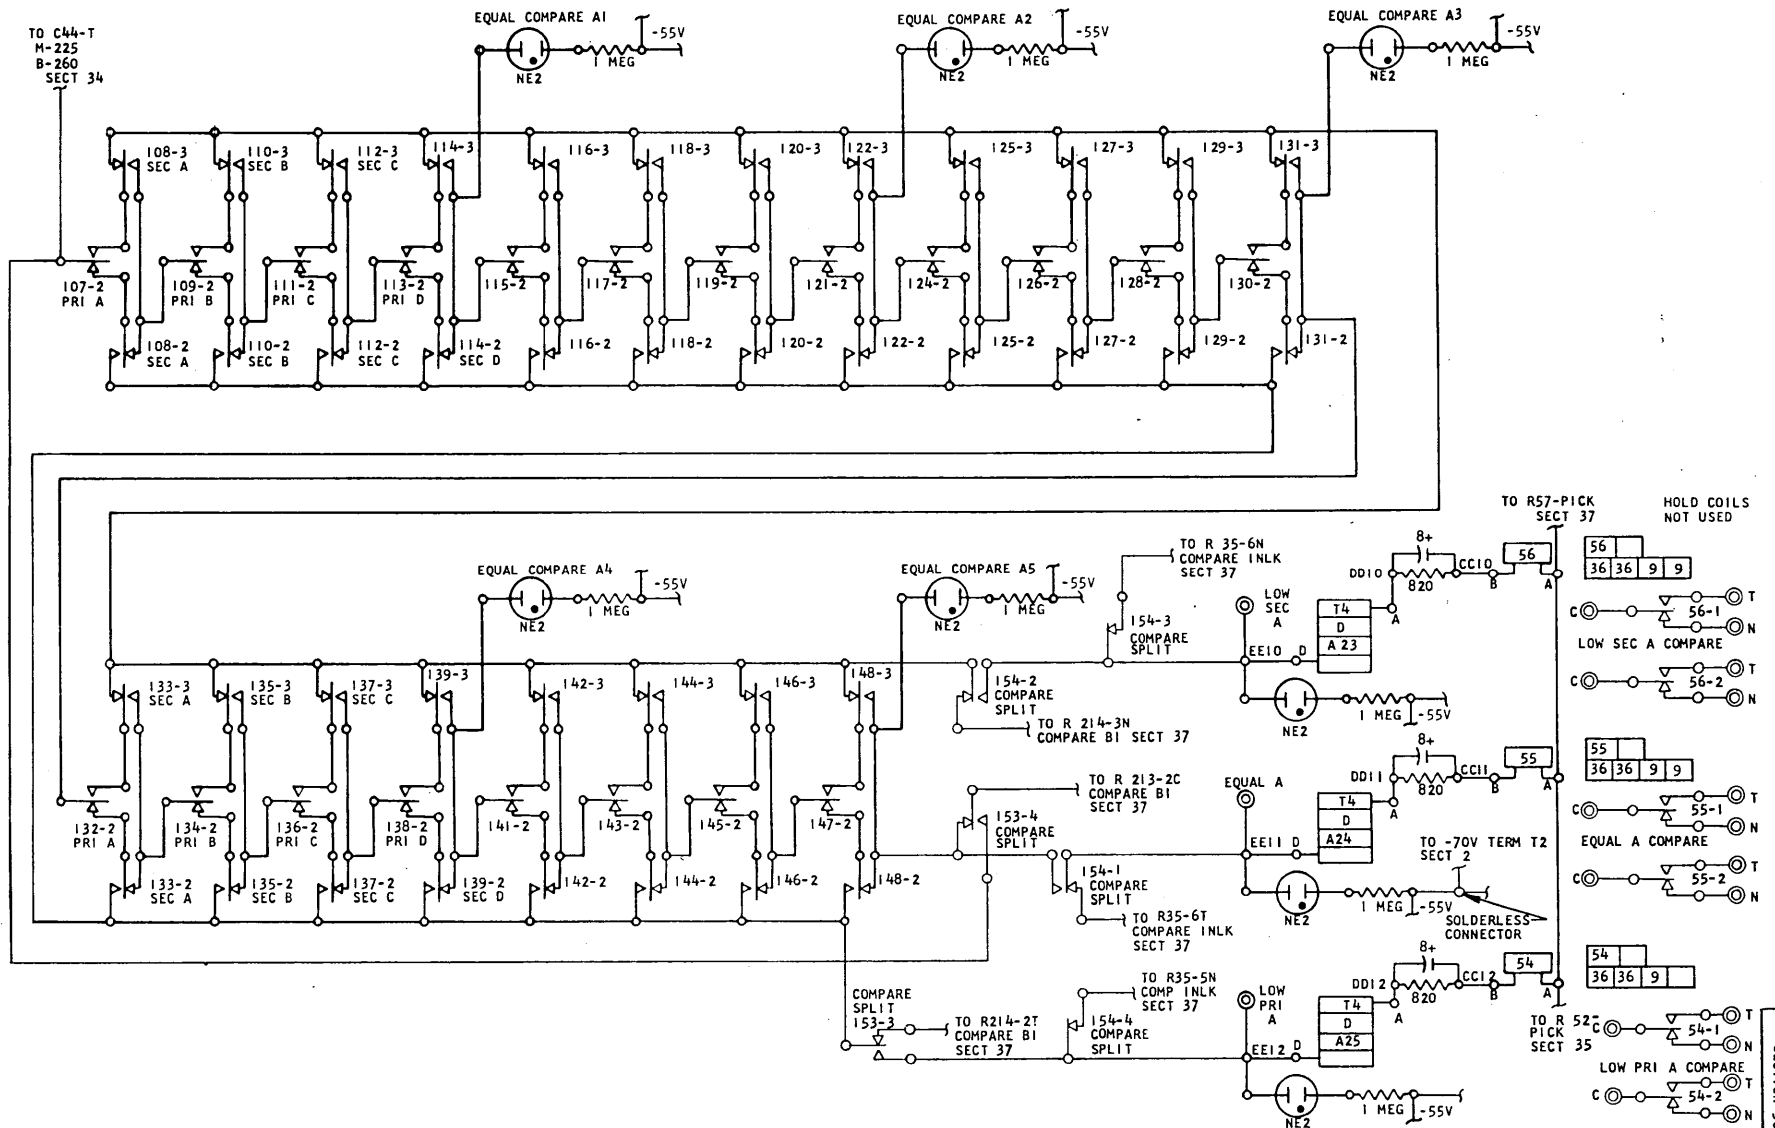 TO C44-T
M-225
B-260
SECT 34
EQUAL COMPARE A1
NE2
1 MEG
-55V
EQUAL COMPARE A2
NE2
1 MEG
-55V
EQUAL COMPARE A3
NE2
1 MEG
-55V
108-3
SEC A
110-3
SEC B
112-3
SEC C
114-3
116-3
118-3
120-3
122-3
125-3
127-3
129-3
131-3
107-2
PRI A
109-2
PRI B
111-2
PRI C
113-2
PRI D
115-2
117-2
119-2
121-2
124-2
126-2
128-2
130-2
108-2
SEC A
110-2
SEC B
112-2
SEC C
114-2
SEC D
116-2
118-2
120-2
122-2
125-2
127-2
129-2
131-2
EQUAL COMPARE A4
NE2
1 MEG
-55V
EQUAL COMPARE A5
NE2
1 MEG
-55V
133-3
SEC A
135-3
SEC B
137-3
SEC C
139-3
142-3
144-3
146-3
148-3
132-2
PRI A
134-2
PRI B
136-2
PRI C
138-2
PRI D
141-2
143-2
145-2
147-2
133-2
SEC A
135-2
SEC B
137-2
SEC C
139-2
SEC D
142-2
144-2
146-2
148-2
TO R 35-6N
COMPARE INLK
SECT 37
154-3
COMPARE
SPLIT
154-2
COMPARE
SPLIT
TO R 214-3N
COMPARE B1 SECT 37
TO R 213-2C
COMPARE B1
SECT 37
153-4
COMPARE
SPLIT
154-1
COMPARE
SPLIT
TO R35-6T
COMPARE INLK
SECT 37
COMPARE
SPLIT
153-3
TO R214-2T
COMPARE B1
SECT 37
TO R35-5N
COMP INLK
SECT 37
154-4
COMPARE
SPLIT
LOW
SEC
A
EE10 D
T4
D
A23
A
DD10
8+
820
CC10
B
56
A
NE2
1 MEG
-55V
TO R57-PICK
SECT 37
HOLD COILS
NOT USED
56
36 36 9 9
C
56-1
T
N
LOW SEC A COMPARE
C
56-2
T
N
EQUAL A
EE11 D
T4
D
A24
A
DD11
8+
820
CC11
B
55
A
NE2
1 MEG
-55V
TO -70V TERM T2
SECT 2
SOLDERLESS
CONNECTOR
55
36 36 9 9
C
55-1
T
N
EQUAL A COMPARE
C
55-2
T
N
LOW
PRI
A
EE12 D
T4
D
A25
A
DD12
8+
820
CC12
B
54
A
NE2
1 MEG
-55V
TO R 52-
PICK
SECT 35
54
36 36 9
C
54-1
T
N
LOW PRI A COMPARE
C
54-2
T
N